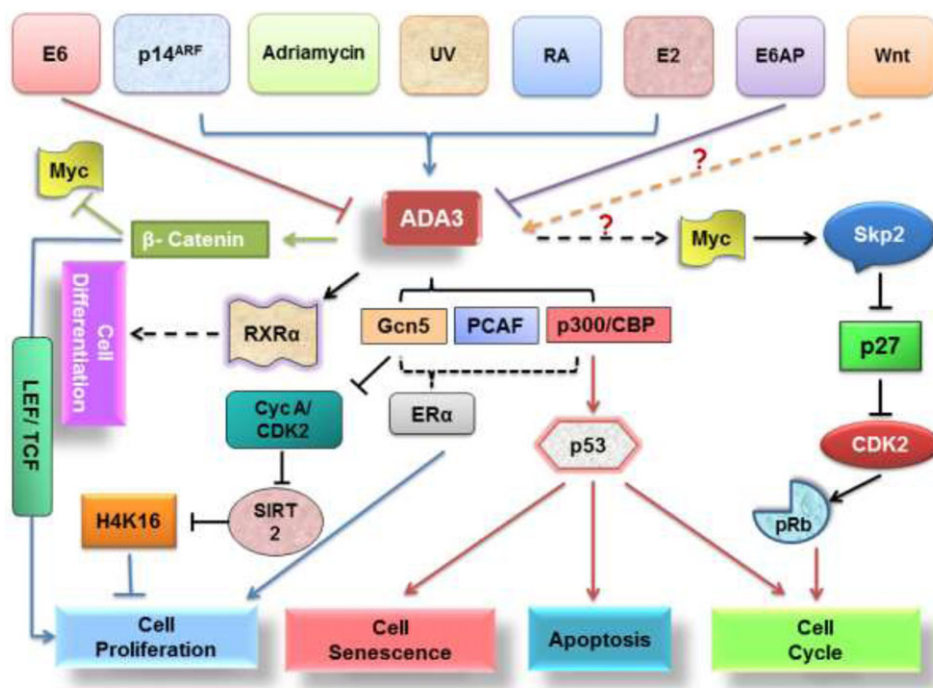 E6
p14ARF
Adriamycin
UV
RA
E2
E6AP
Wnt
?
Myc
ADA3
?
Myc
Skp2
β- Catenin
Cell
Differentiation
RXRα
Gcn5
PCAF
p300/CBP
p27
LEF/ TCF
Cyc A/
CDK2
ERα
p53
CDK2
H4K16
SIRT
2
pRb
Cell
Proliferation
Cell
Senescence
Apoptosis
Cell
Cycle